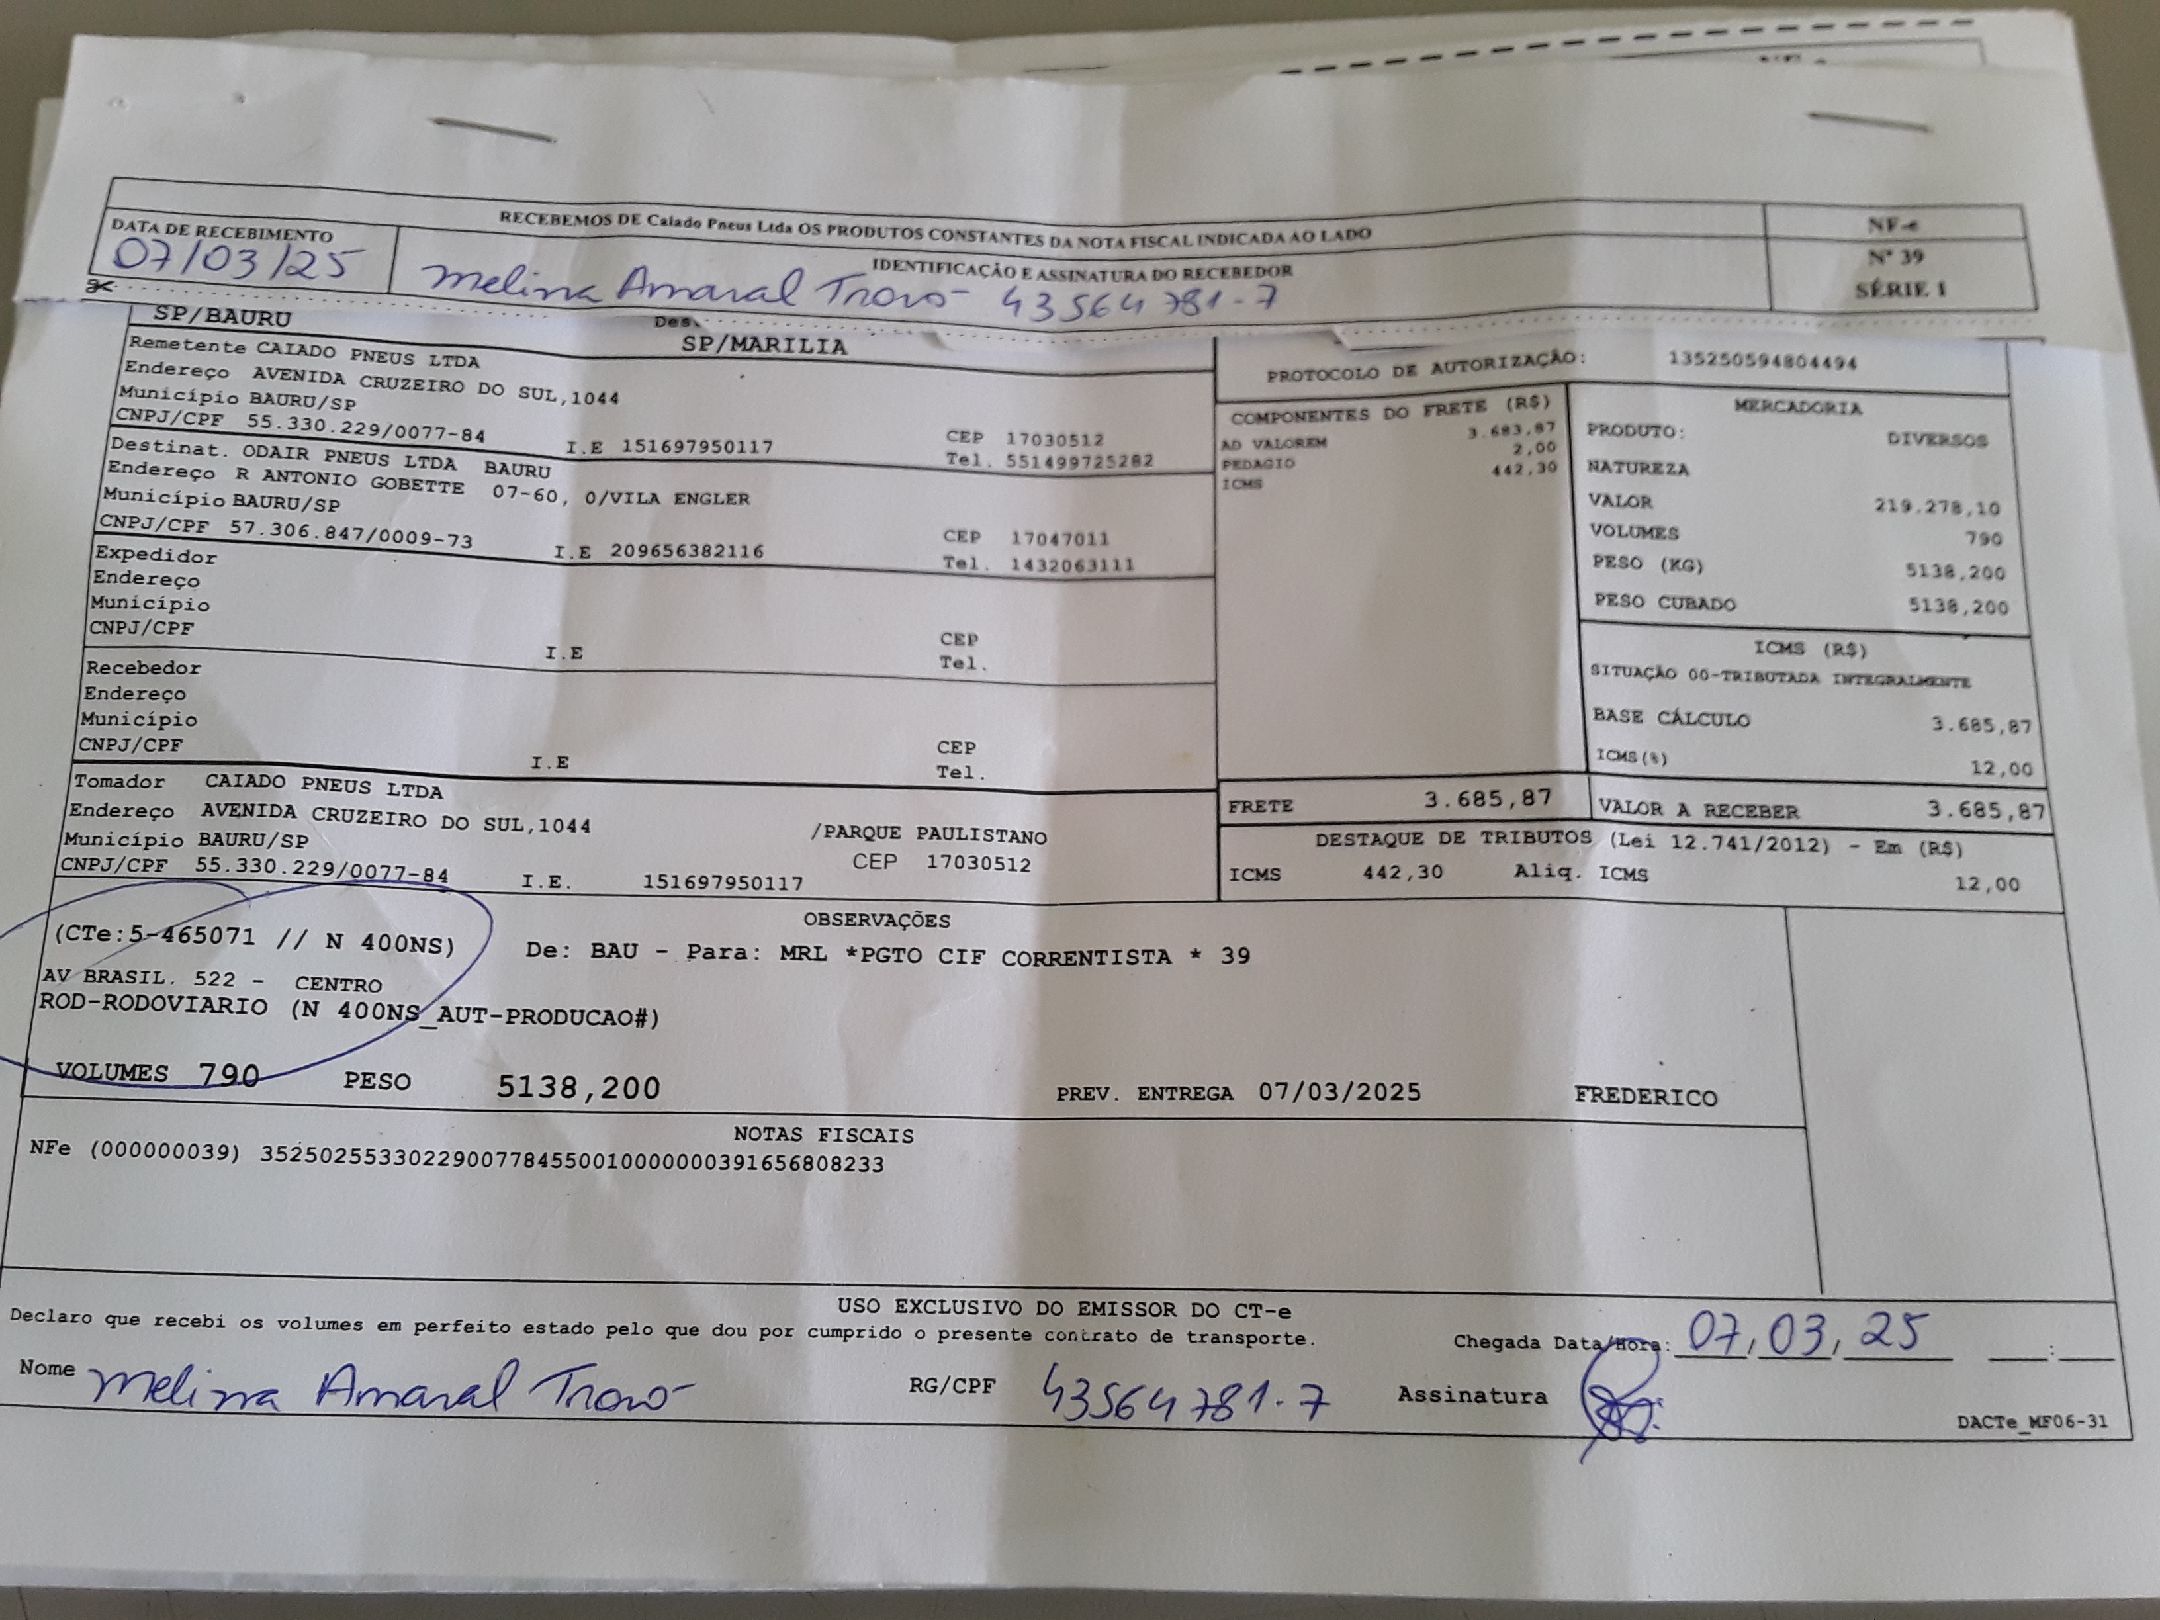 RECEBEMOS DE Caiado Pneus Ltda OS PRODUTOS CONSTANTES DA NOTA FISCAL INDICADA AO LADO
NF-e
Nº 39
SÉRIE 1
DATA DE RECEBIMENTO
07/03/25
IDENTIFICAÇÃO E ASSINATURA DO RECEBEDOR
Melina Amaral Trovo 43564781-7
SP/BAURU
SP/MARILIA
Remetente CAIADO PNEUS LTDA
Endereço AVENIDA CRUZEIRO DO SUL,1044
Município BAURU/SP
CNPJ/CPF 55.330.229/0077-84 I.E 151697950117
CEP 17030512
Tel. 551499725282
Destinat. ODAIR PNEUS LTDA BAURU
Endereço R ANTONIO GOBETTE 07-60, 0/VILA ENGLER
Município BAURU/SP
CNPJ/CPF 57.306.847/0009-73 I.E 209656382116
CEP 17047011
Tel. 1432063111
Expedidor
Endereço
Município
CNPJ/CPF I.E
CEP
Tel.
Recebedor
Endereço
Município
CNPJ/CPF I.E
CEP
Tel.
Tomador CAIADO PNEUS LTDA
Endereço AVENIDA CRUZEIRO DO SUL,1044 /PARQUE PAULISTANO
Município BAURU/SP CEP 17030512
CNPJ/CPF 55.330.229/0077-84 I.E. 151697950117
PROTOCOLO DE AUTORIZAÇÃO: 135250594804494
COMPONENTES DO FRETE (R$)
AD VALOREM 3.683,87
PEDAGIO 2,00
ICMS 442,30
MERCADORIA
PRODUTO: DIVERSOS
NATUREZA
VALOR 219.278,10
VOLUMES 790
PESO (KG) 5138,200
PESO CUBADO 5138,200
ICMS (R$)
SITUAÇÃO 00-TRIBUTADA INTEGRALMENTE
BASE CÁLCULO 3.685,87
ICMS(%) 12,00
FRETE 3.685,87 VALOR A RECEBER 3.685,87
DESTAQUE DE TRIBUTOS (Lei 12.741/2012) - Em (R$)
ICMS 442,30 Aliq. ICMS 12,00
OBSERVAÇÕES
(CTe:5-465071 // N 400NS) De: BAU - Para: MRL *PGTO CIF CORRENTISTA * 39
AV BRASIL. 522 - CENTRO
ROD-RODOVIARIO (N 400NS_AUT-PRODUCAO#)
VOLUMES 790 PESO 5138,200 PREV. ENTREGA 07/03/2025 FREDERICO
NOTAS FISCAIS
NFe (000000039) 35250255330229007784550010000000391656808233
USO EXCLUSIVO DO EMISSOR DO CT-e
Declaro que recebi os volumes em perfeito estado pelo que dou por cumprido o presente contrato de transporte.
Chegada Data/Hora: 07, 03, 25 :
Nome Melina Amaral Trovo RG/CPF 43564781-7 Assinatura
DACTe_MF06-31